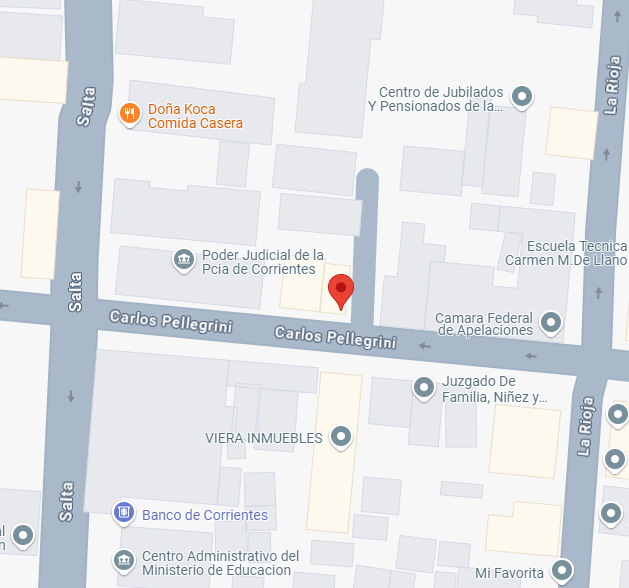 La Rioja
Salta
Centro de Jubilados
Y Pensionados de la...
Doña Koca
Comida Casera
Escuela Tecnica
Carmen M.De Llano
Poder Judicial de la
Pcia de Corrientes
Salta
Carlos Pellegrini
Carlos Pellegrini
Camara Federal
de Apelaciones
Juzgado De
Familia, Niñez y...
La Rioja
VIERA INMUEBLES
Salta
Banco de Corrientes
al
n
Centro Administrativo del
Ministerio de Educacion
Mi Favorita